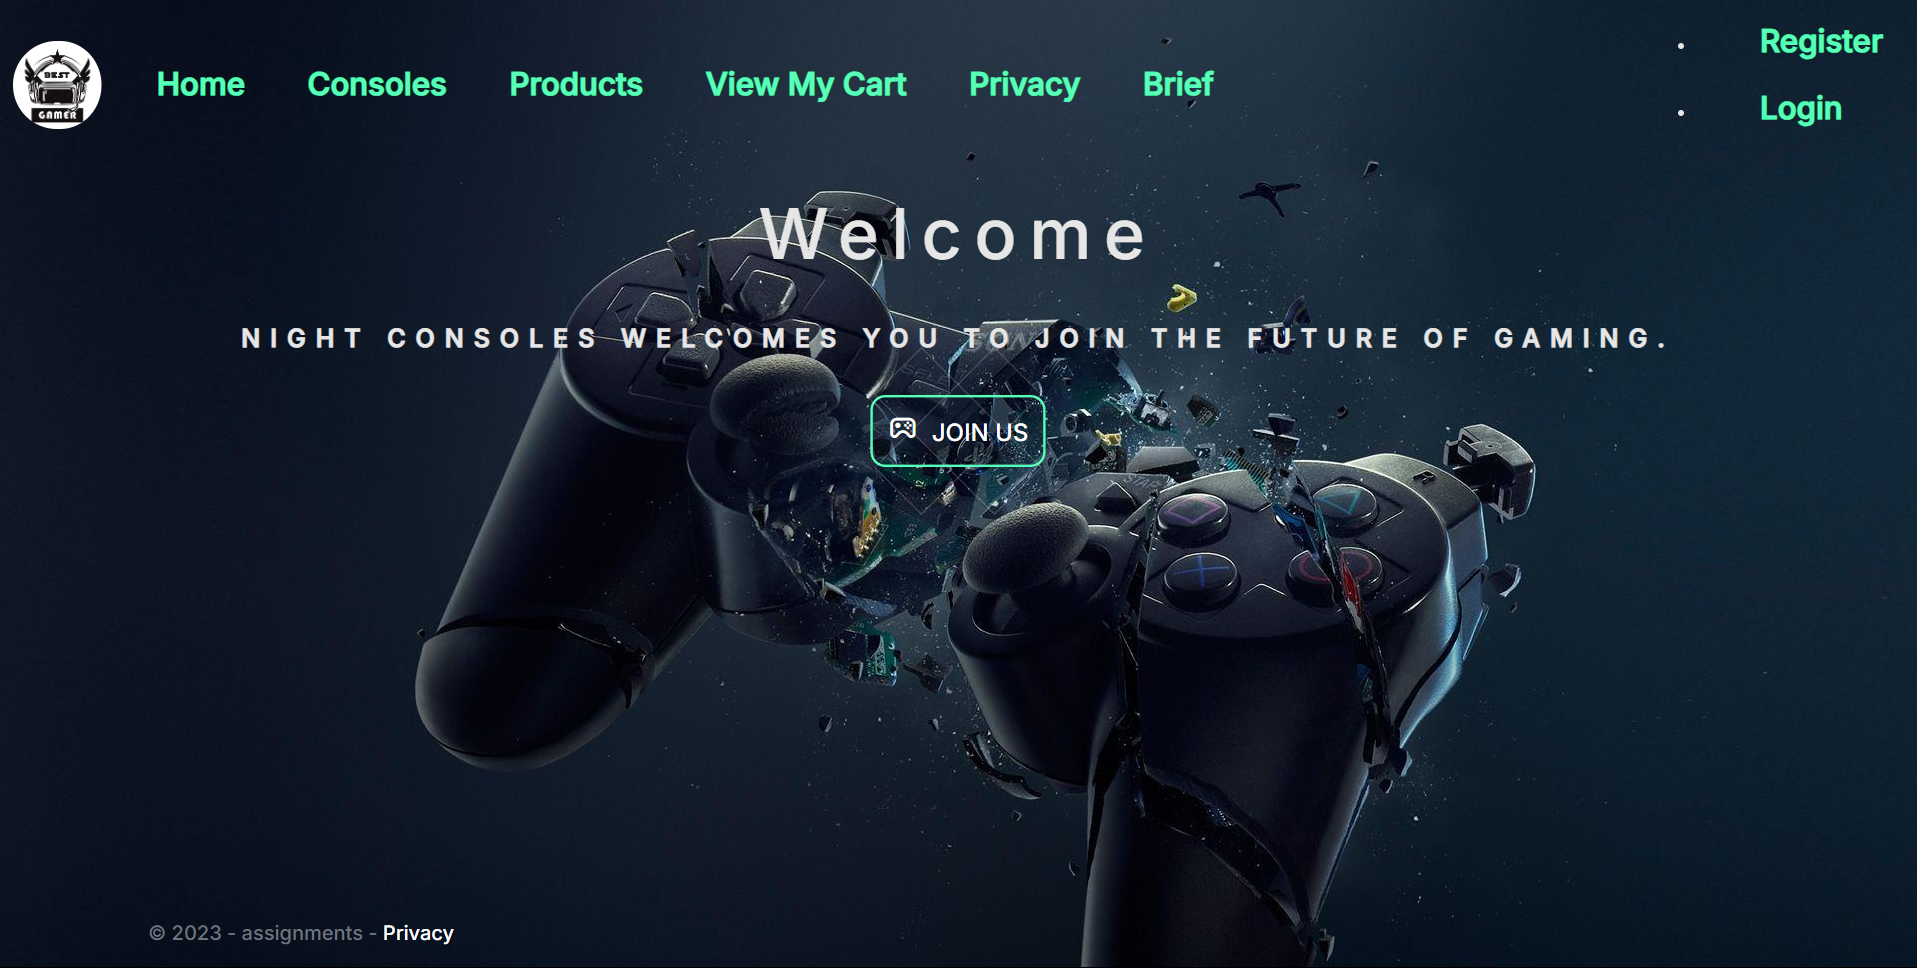 BEST
GAMER
Home Consoles Products View My Cart Privacy Brief
Register
Login
Welcome
NIGHT CONSOLES WELCOMES YOU TO JOIN THE FUTURE OF GAMING.
JOIN US
START
© 2023 - assignments - Privacy